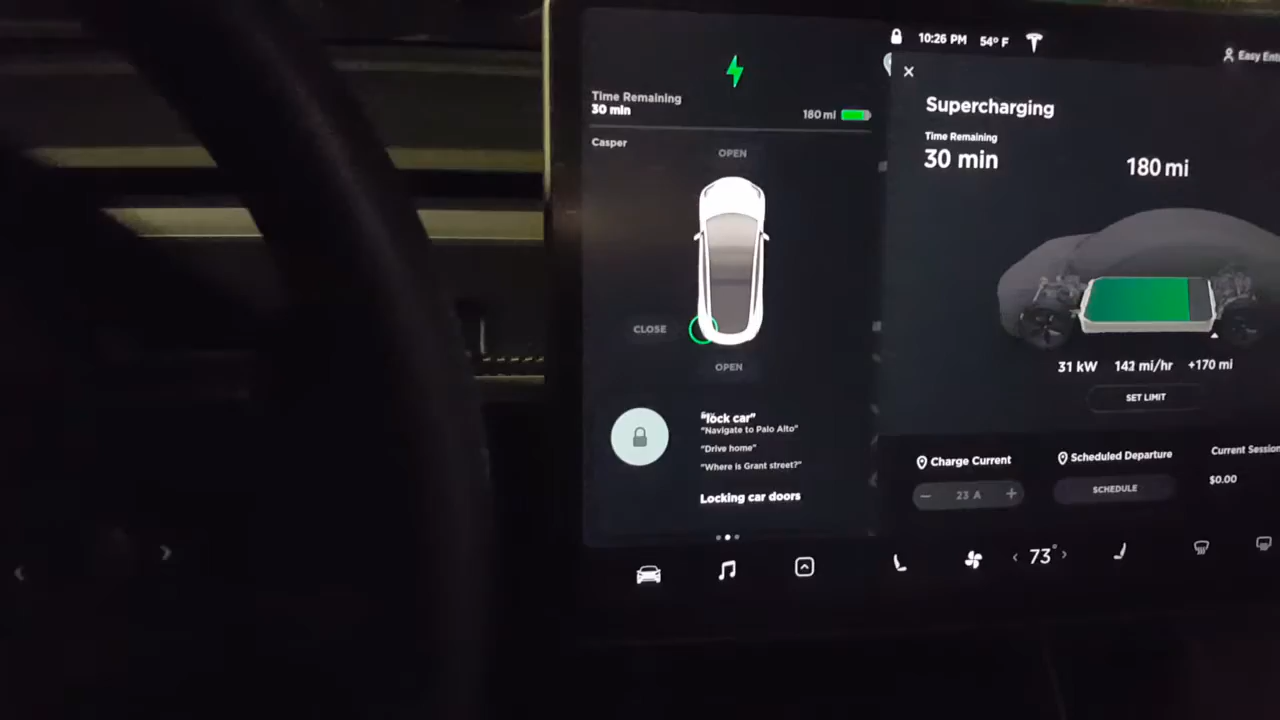 Time Remaining
30 min
180 mi
Casper
OPEN
CLOSE
OPEN
"lock car"
"Navigate to Palo Alto"
"Drive home"
"Where is Grant street?"
Locking car doors
10:26 PM 54° F
Easy Ent
Supercharging
Time Remaining
30 min
180 mi
31 kW 142 mi/hr +170 mi
SET LIMIT
Charge Current
− 23 A +
Scheduled Departure
SCHEDULE
Current Session
$0.00
< 73° >